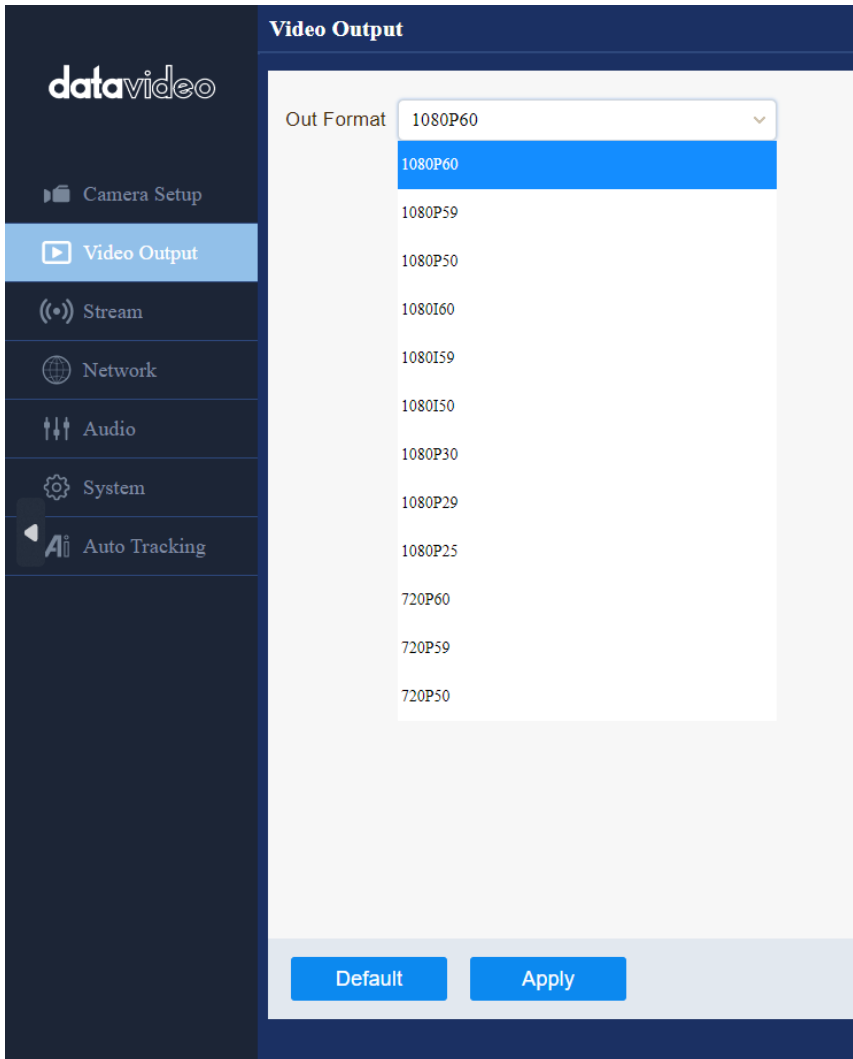 Video Output
datavideo
Out Format 1080P60
1080P60
1080P59
1080P50
1080I60
1080I59
1080I50
1080P30
1080P29
1080P25
720P60
720P59
720P50
Camera Setup
Video Output
Stream
Network
Audio
System
Ai Auto Tracking
Default Apply